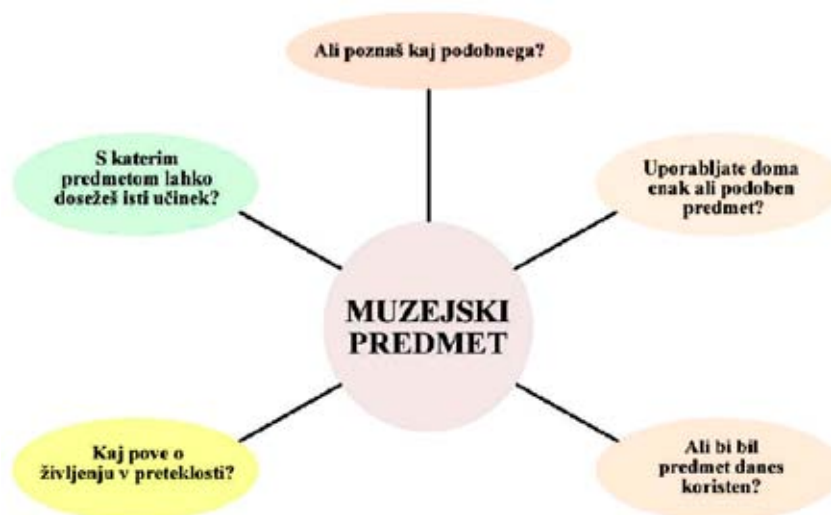 Ali poznaš kaj podobnega?
S katerim
predmetom lahko
dosežeš isti učinek?
Uporabljate doma
enak ali podoben
predmet?
MUZEJSKI
PREDMET
Kaj pove o
življenju v preteklosti?
Ali bi bil
predmet danes
koristen?